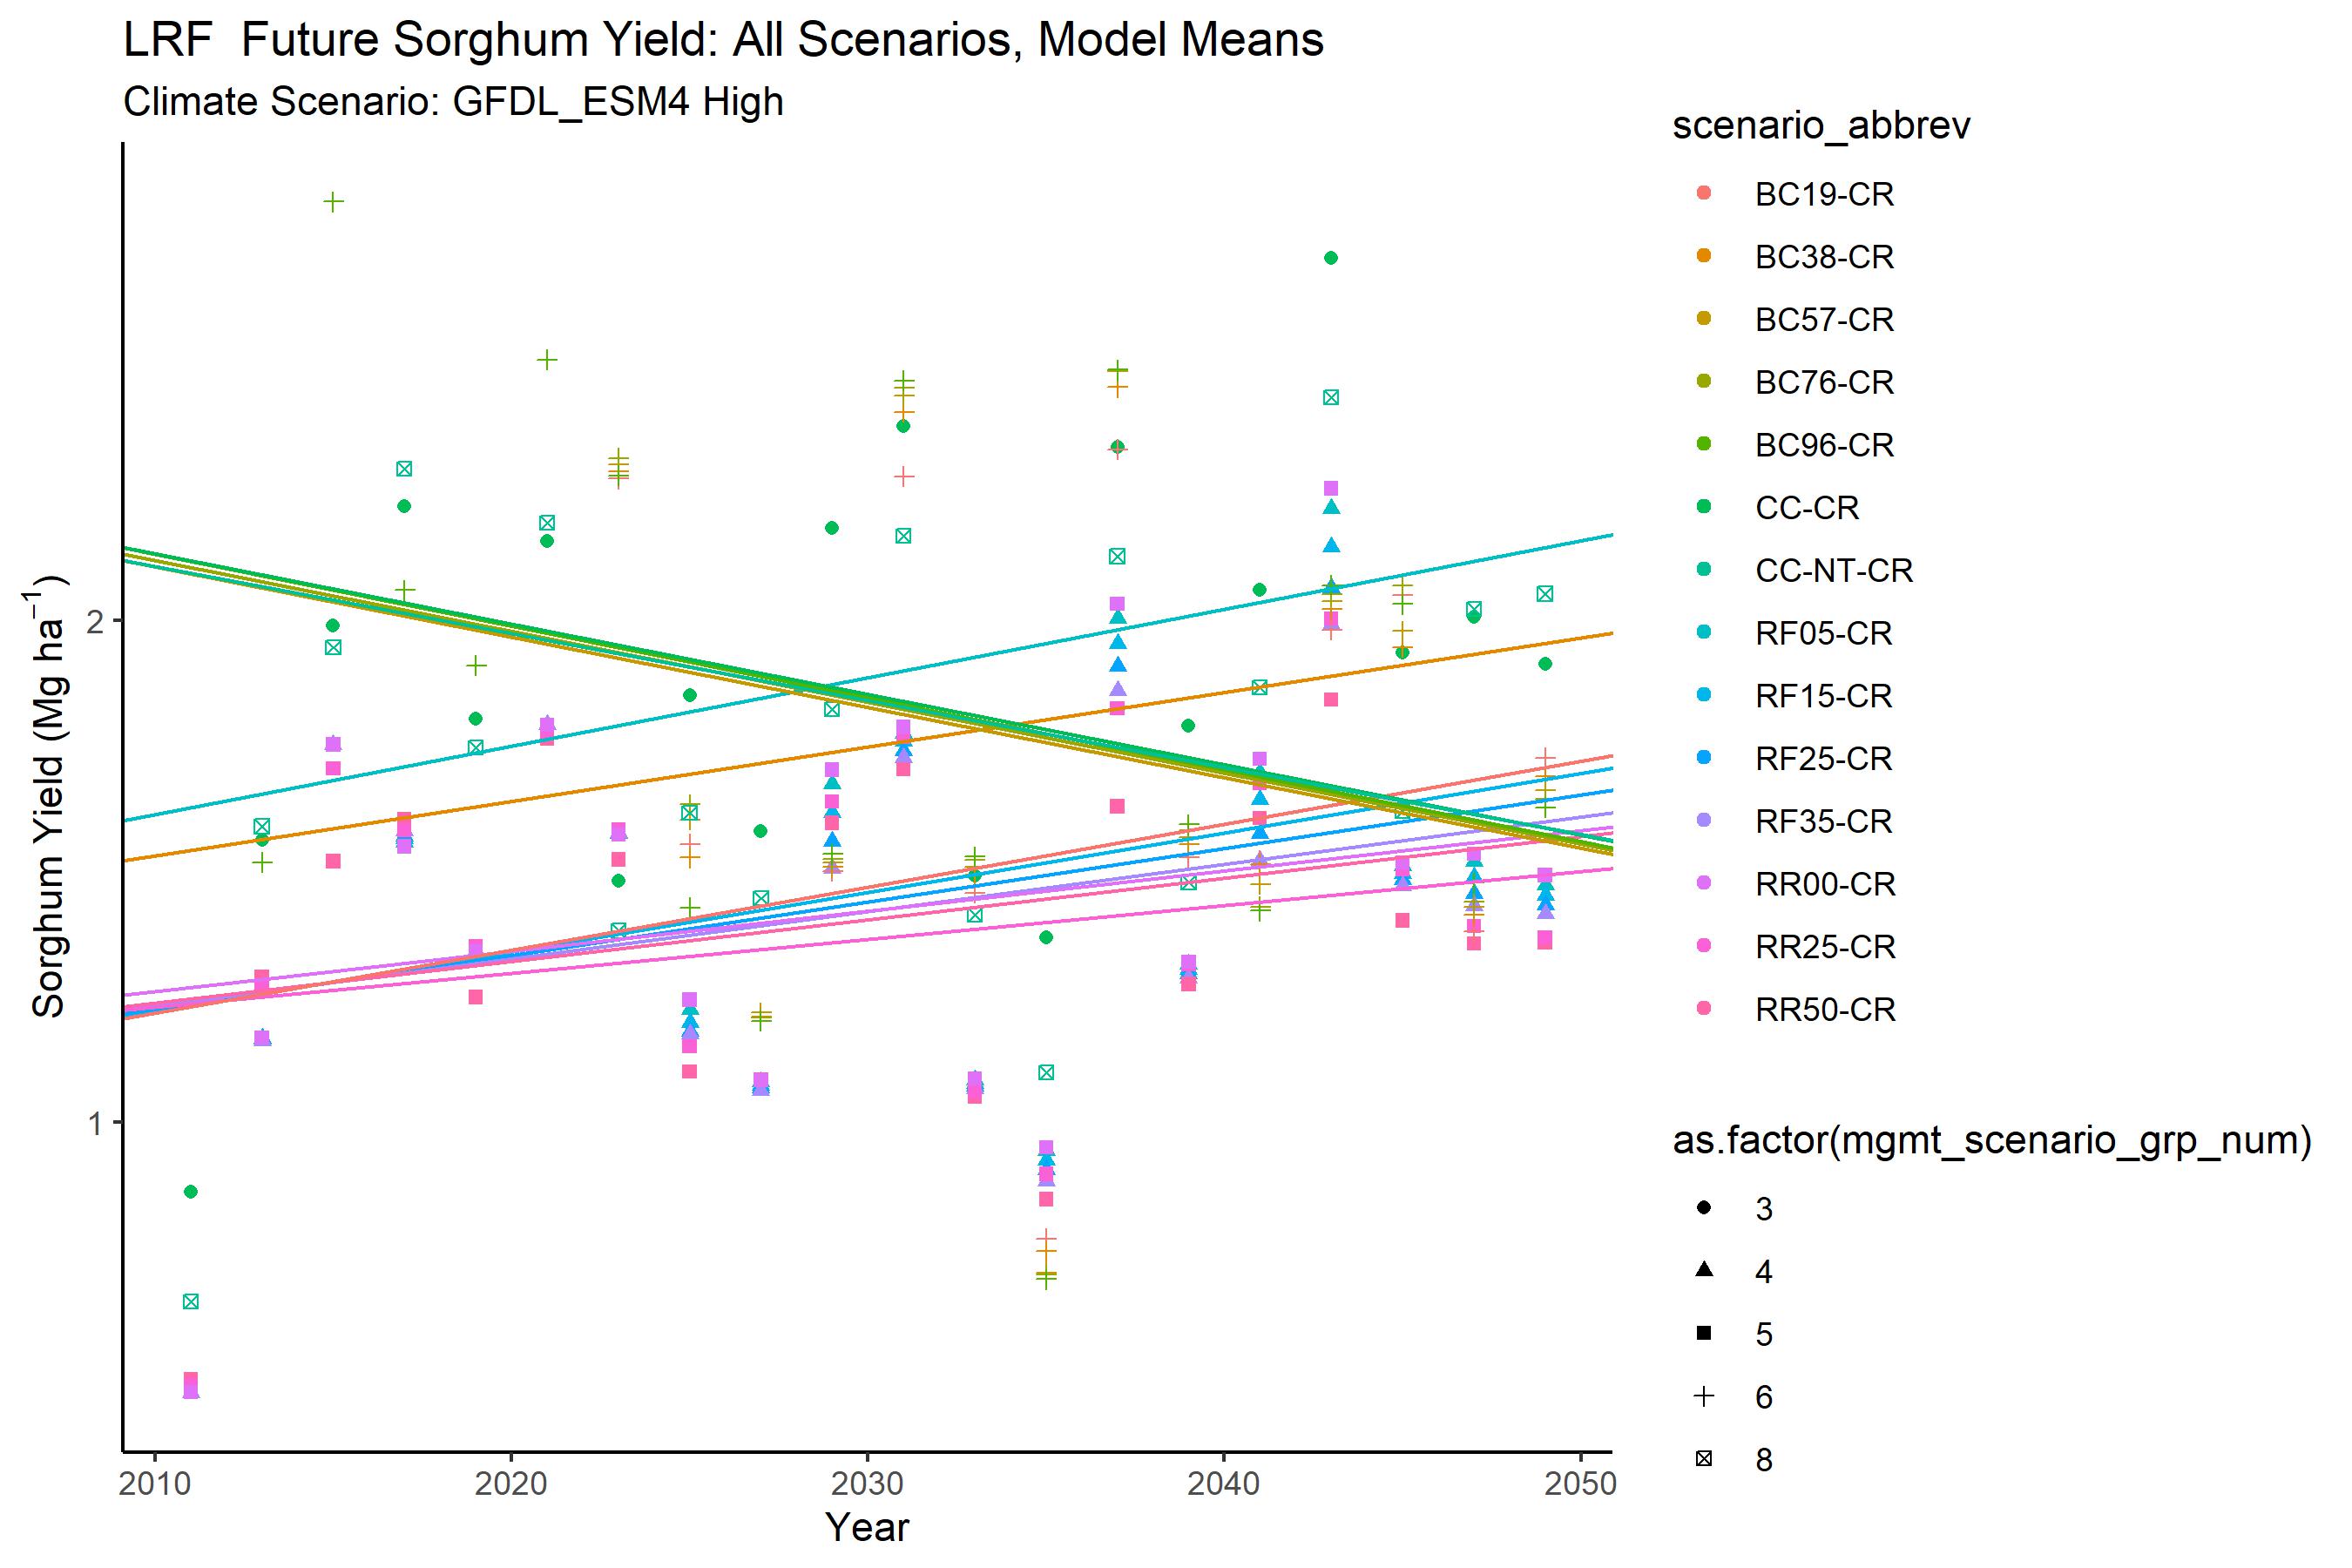 LRF  Future Sorghum Yield: All Scenarios, Model Means
Climate Scenario: GFDL_ESM4 High
Sorghum Yield (Mg ha⁻¹)
2
1
2010
2020
2030
2040
2050
Year
scenario_abbrev
BC19-CR
BC38-CR
BC57-CR
BC76-CR
BC96-CR
CC-CR
CC-NT-CR
RF05-CR
RF15-CR
RF25-CR
RF35-CR
RR00-CR
RR25-CR
RR50-CR
as.factor(mgmt_scenario_grp_num)
3
4
5
6
8